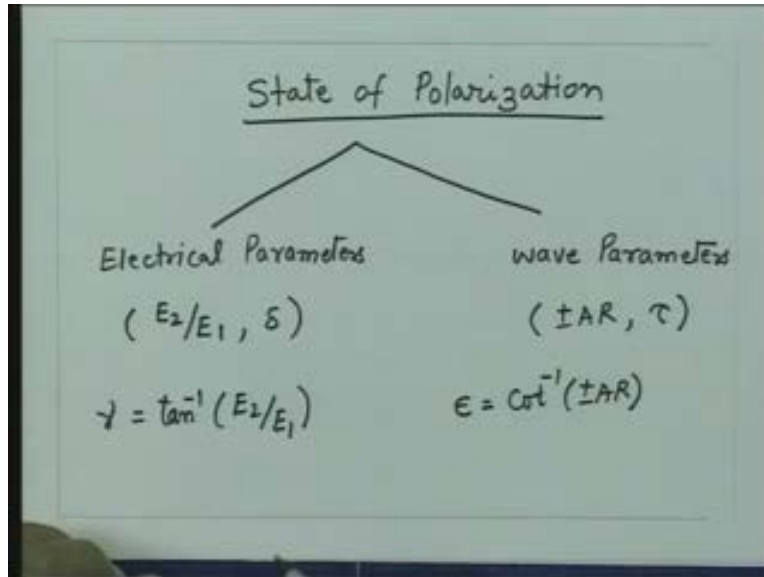 State of Polarization
Electrical Parameters
wave Parameters
( E2/E1 , δ )
( ±AR , τ )
γ = tan⁻¹ ( E2/E1 )
ε = Cot⁻¹ ( ±AR )